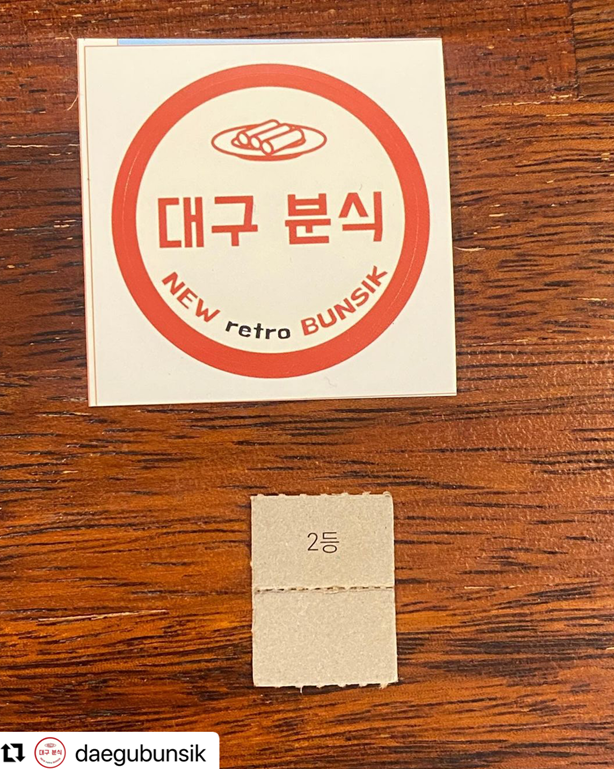 대구 분식
NEW retro BUNSIK
2등
daegubunsik